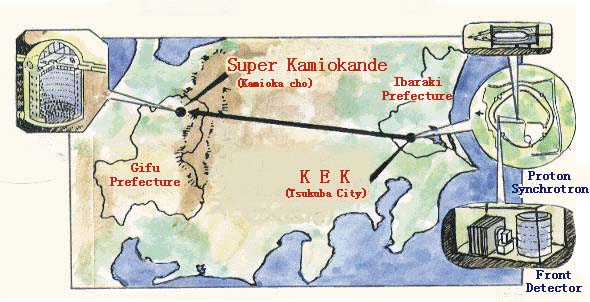 Super Kamiokande
(Kamioka cho)
Ibaraki
Prefecture
Gifu
Prefecture
K E K
(Tsukuba City)
Proton
Synchrotron
Front
Detector